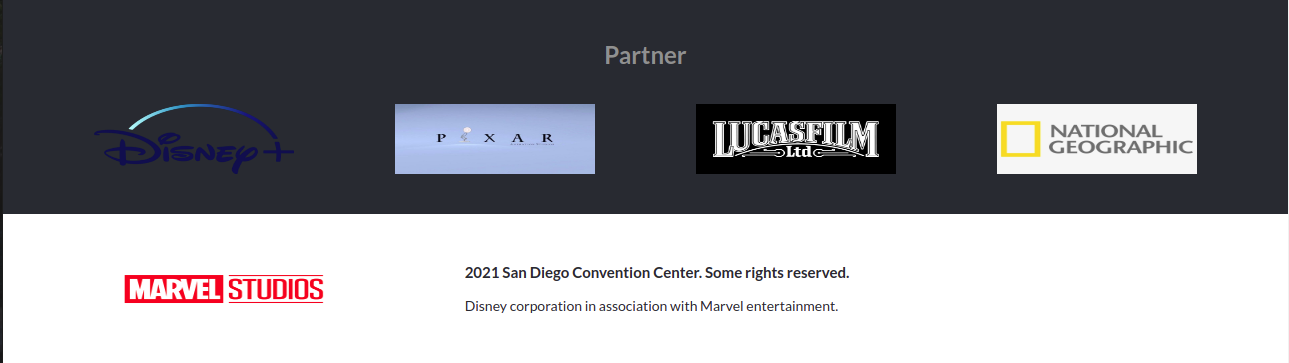 Partner
Disney+
PIXAR
LUCASFILM
Ltd
NATIONAL
GEOGRAPHIC
MARVEL STUDIOS
2021 San Diego Convention Center. Some rights reserved.
Disney corporation in association with Marvel entertainment.